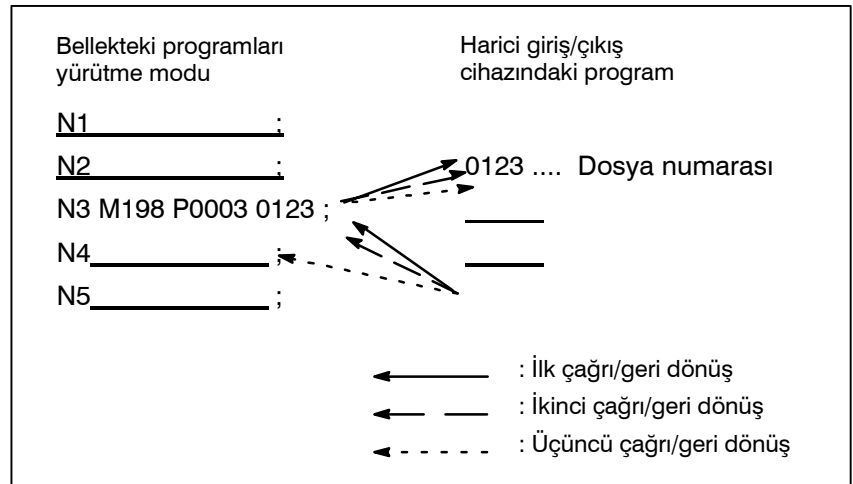 Bellekteki programları
yürütme modu
Harici giriş/çıkış
cihazındaki program
N1 ;
N2 ;
0123 .... Dosya numarası
N3 M198 P0003 0123 ;
N4 ;
N5 ;
: İlk çağrı/geri dönüş
: İkinci çağrı/geri dönüş
: Üçüncü çağrı/geri dönüş